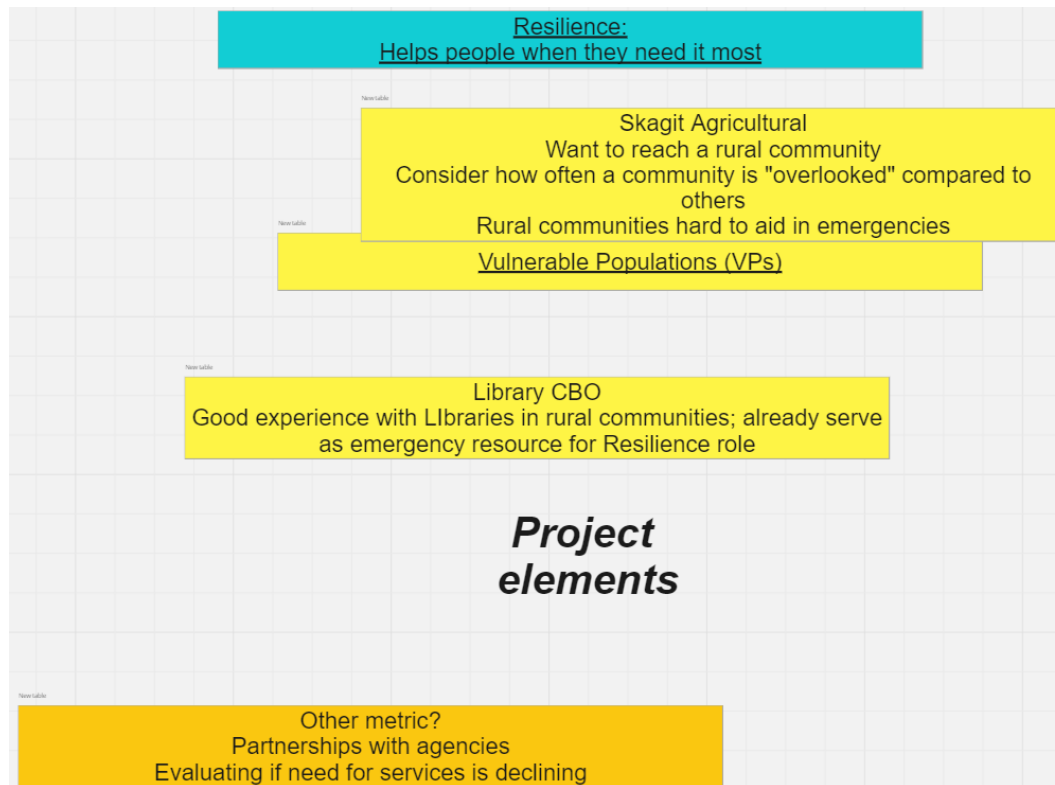 Resilience:
Helps people when they need it most
New table
Skagit Agricultural
Want to reach a rural community
Consider how often a community is "overlooked" compared to
others
Rural communities hard to aid in emergencies
New table
Vulnerable Populations (VPs)
New table
Library CBO
Good experience with LIbraries in rural communities; already serve
as emergency resource for Resilience role
Project
elements
New table
Other metric?
Partnerships with agencies
Evaluating if need for services is declining